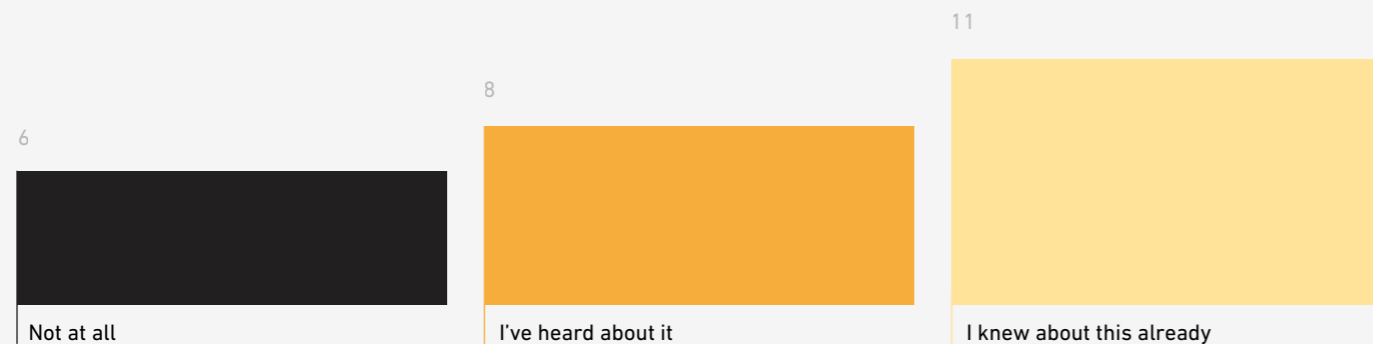 11
8
6
Not at all
I've heard about it
I knew about this already